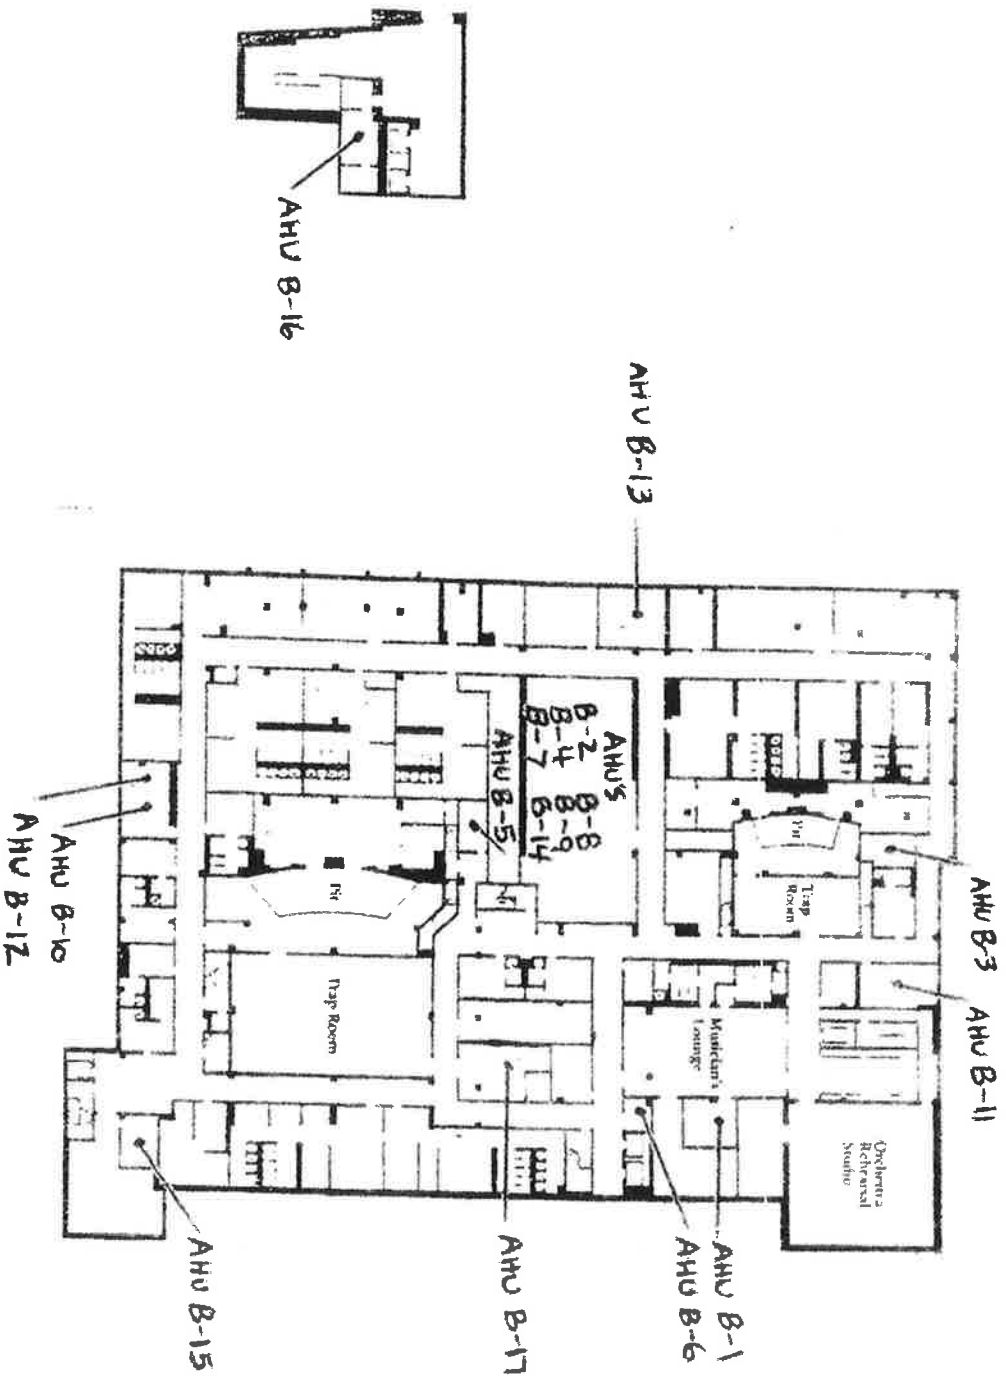 AHU B-16
AHU B-13
AHU'S
B-2 B-8
B-4 B-9
B-7 B-14
AHU B-5
Pit
Trap
Room
AHU B-3
AHU B-11
Pit
Trap Room
Musician's
Lounge
Orchestra
Rehearsal
Studio
AHU B-10
AHU B-12
AHU B-1
AHU B-6
AHU B-17
AHU B-15